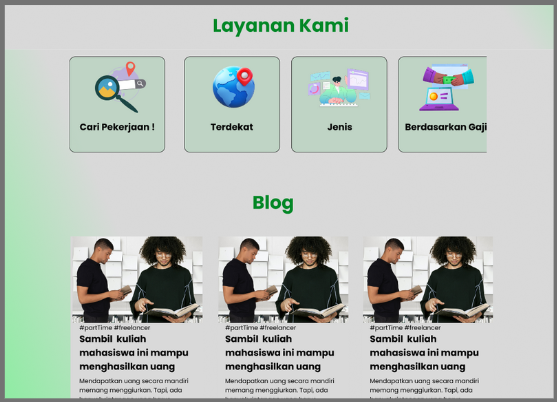 Layanan Kami
Cari Pekerjaan !
Terdekat
Jenis
Berdasarkan Gaji
Blog
#partTime #freelancer
Sambil kuliah
mahasiswa ini mampu
menghasilkan uang
Mendapatkan uang secara mandiri
memang menggiurkan. Tapi, ada
#partTime #freelancer
Sambil kuliah
mahasiswa ini mampu
menghasilkan uang
Mendapatkan uang secara mandiri
memang menggiurkan. Tapi, ada
#partTime #freelancer
Sambil kuliah
mahasiswa ini mampu
menghasilkan uang
Mendapatkan uang secara mandiri
memang menggiurkan. Tapi, ada